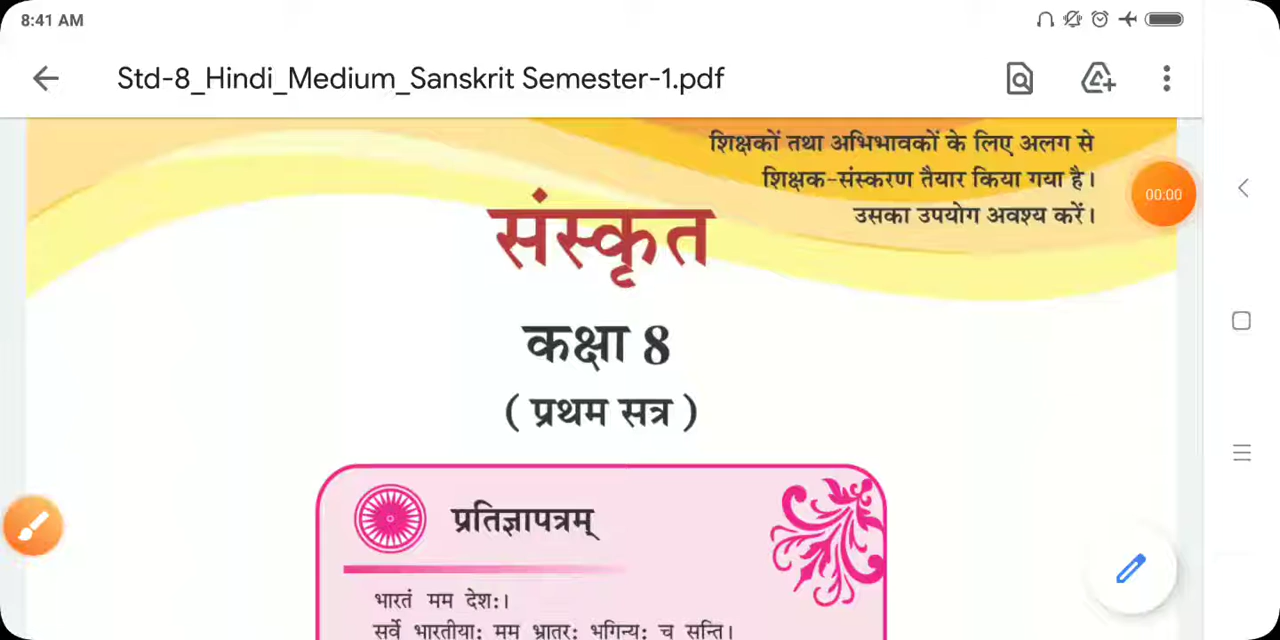 8:41 AM
Std-8_Hindi_Medium_Sanskrit Semester-1.pdf
शिक्षकों तथा अभिभावकों के लिए अलग से
शिक्षक-संस्करण तैयार किया गया है।
उसका उपयोग अवश्य करें।
00:00
संस्कृत
कक्षा 8
( प्रथम सत्र )
प्रतिज्ञापत्रम्
भारतं मम देश:।
सर्वे भारतीया: मम भ्रातर: भगिन्य: च सन्ति।